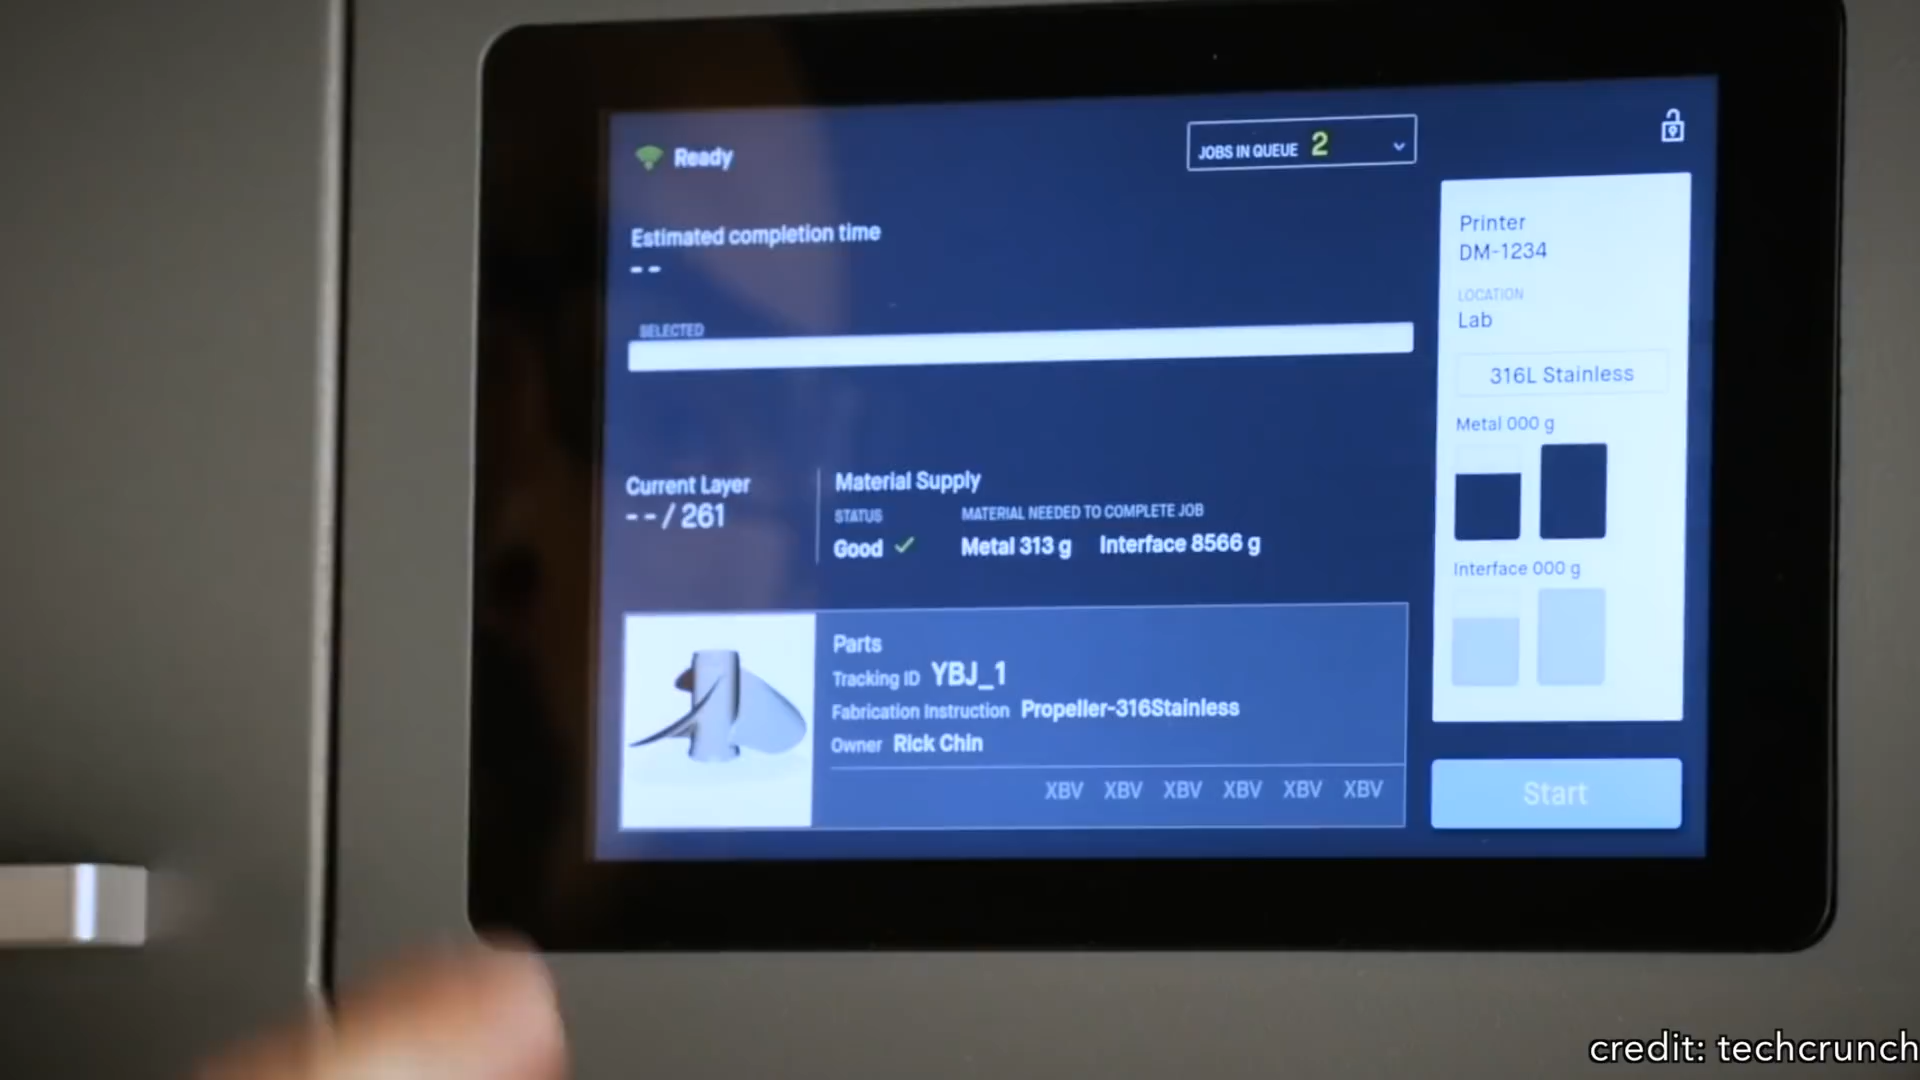 Ready
JOBS IN QUEUE 2
Estimated completion time
--
SELECTED
Current Layer
-- / 261
Material Supply
STATUS
Good
MATERIAL NEEDED TO COMPLETE JOB
Metal 313 g Interface 8566 g
Parts
Tracking ID YBJ_1
Fabrication Instruction Propeller-316Stainless
Owner Rick Chin
XBV XBV XBV XBV XBV XBV
Printer
DM-1234
LOCATION
Lab
316L Stainless
Metal 000 g
Interface 000 g
Start
credit: techcrunch